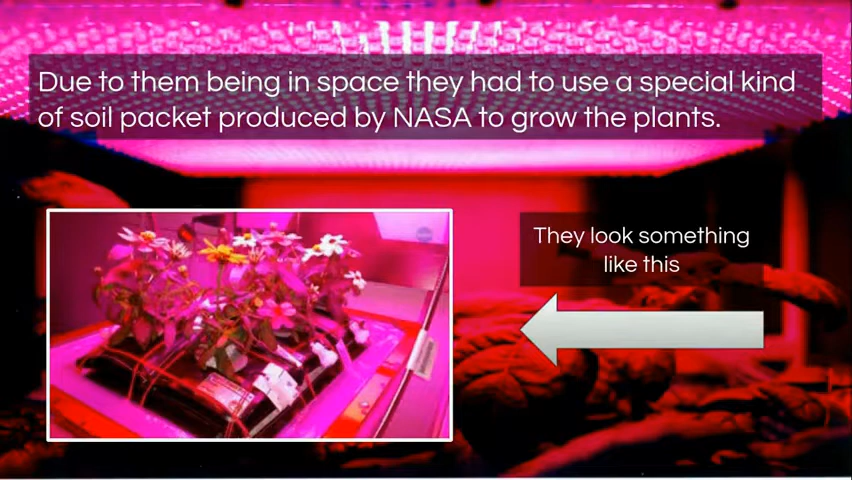 Due to them being in space they had to use a special kind
of soil packet produced by NASA to grow the plants.
They look something
like this